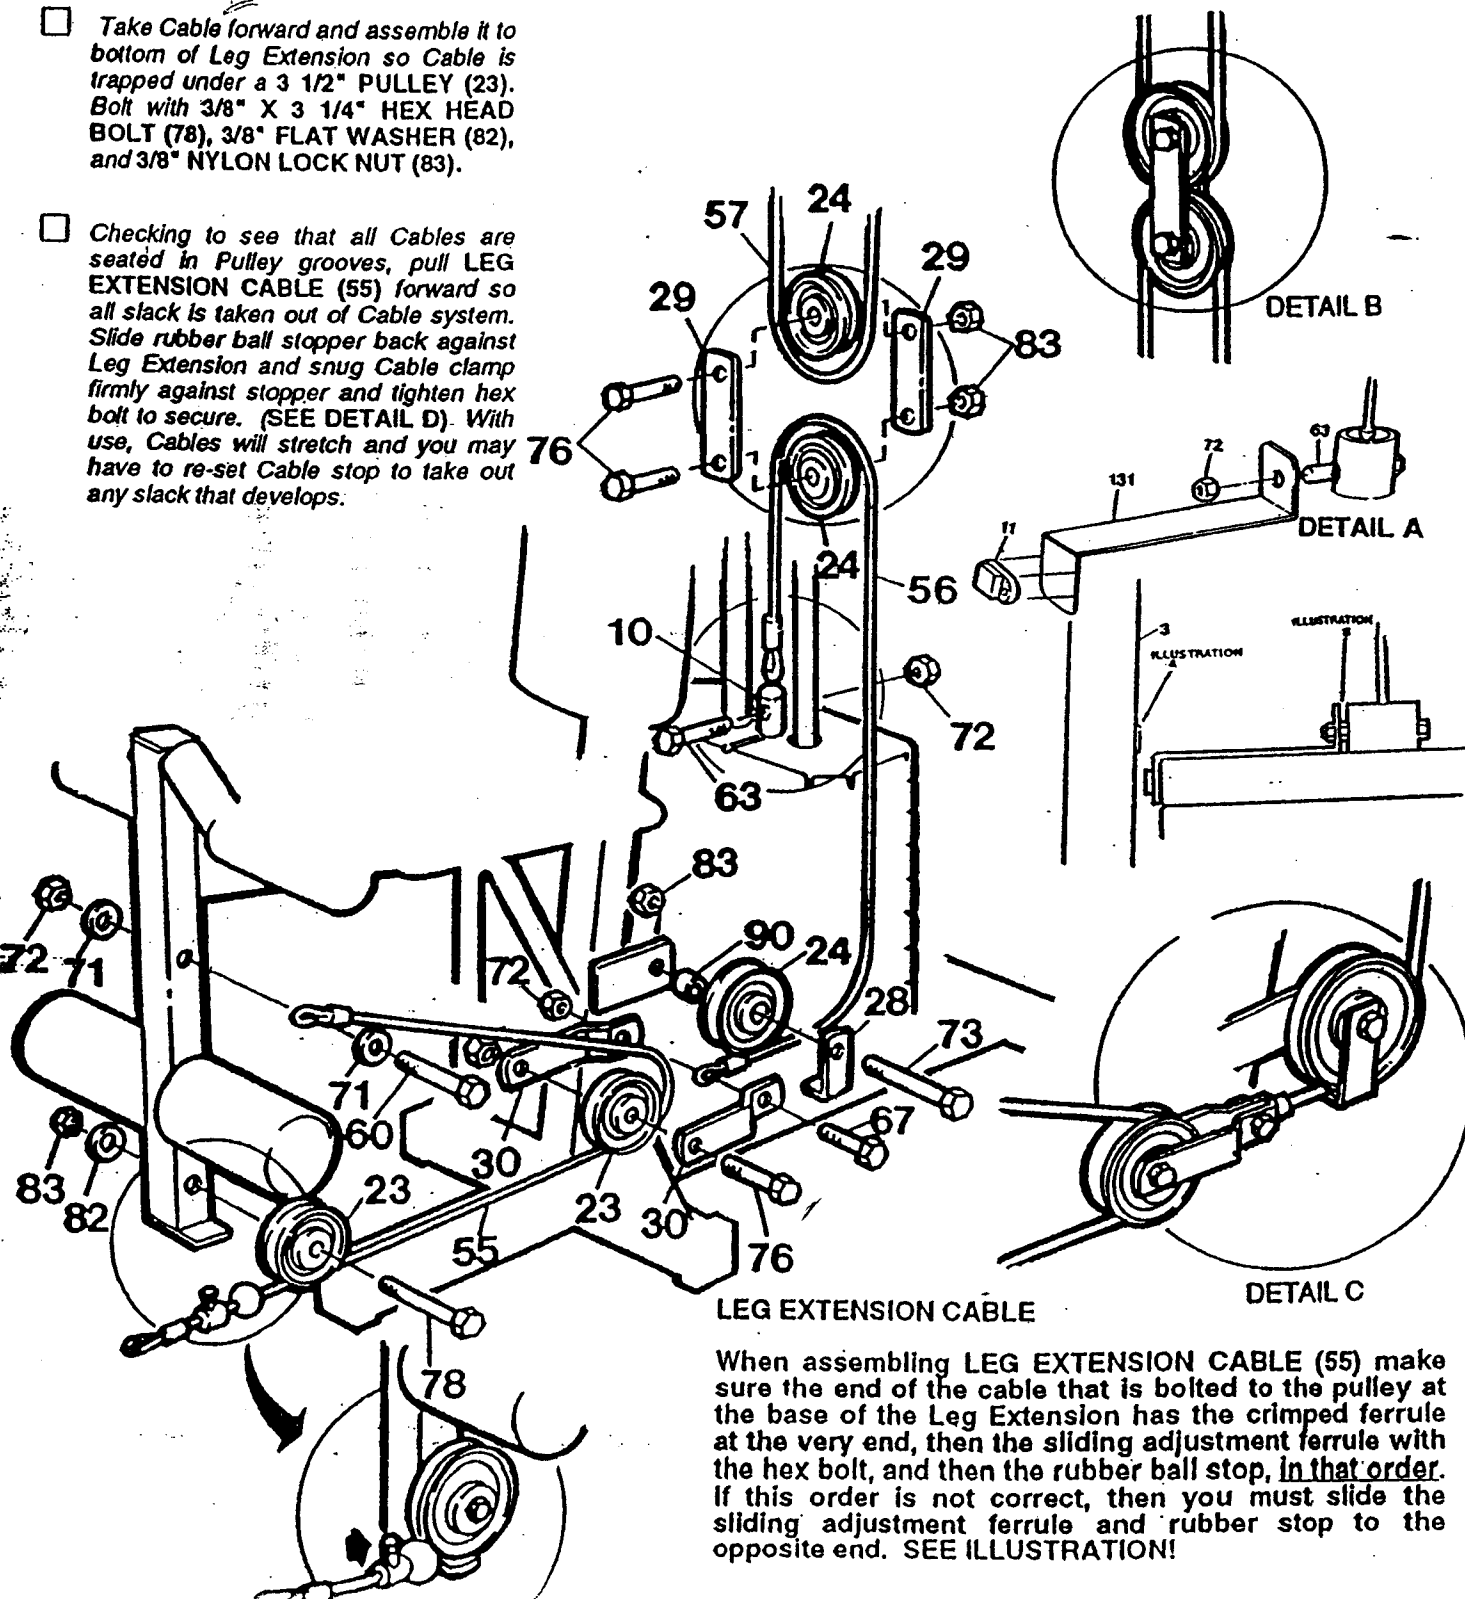 Take Cable forward and assemble it to
bottom of Leg Extension so Cable is
trapped under a 3 1/2" PULLEY (23).
Bolt with 3/8" X 3 1/4" HEX HEAD
BOLT (78), 3/8" FLAT WASHER (82),
and 3/8" NYLON LOCK NUT (83).
Checking to see that all Cables are
seated in Pulley grooves, pull LEG
EXTENSION CABLE (55) forward so
all slack is taken out of Cable system.
Slide rubber ball stopper back against
Leg Extension and snug Cable clamp
firmly against stopper and tighten hex
bolt to secure. (SEE DETAIL D). With
use, Cables will stretch and you may
have to re-set Cable stop to take out
any slack that develops.
57
24
29
29
83
76
24
56
10
72
63
DETAIL B
72
63
131
11
DETAIL A
3
ILLUSTRATION
A
ILLUSTRATION
83
72
71
72
90
24
28
73
71
60
67
30
23
30
76
83
82
23
55
78
DETAIL C
LEG EXTENSION CABLE
When assembling LEG EXTENSION CABLE (55) make
sure the end of the cable that is bolted to the pulley at
the base of the Leg Extension has the crimped ferrule
at the very end, then the sliding adjustment ferrule with
the hex bolt, and then the rubber ball stop, in that order.
If this order is not correct, then you must slide the
sliding adjustment ferrule and rubber stop to the
opposite end. SEE ILLUSTRATION!